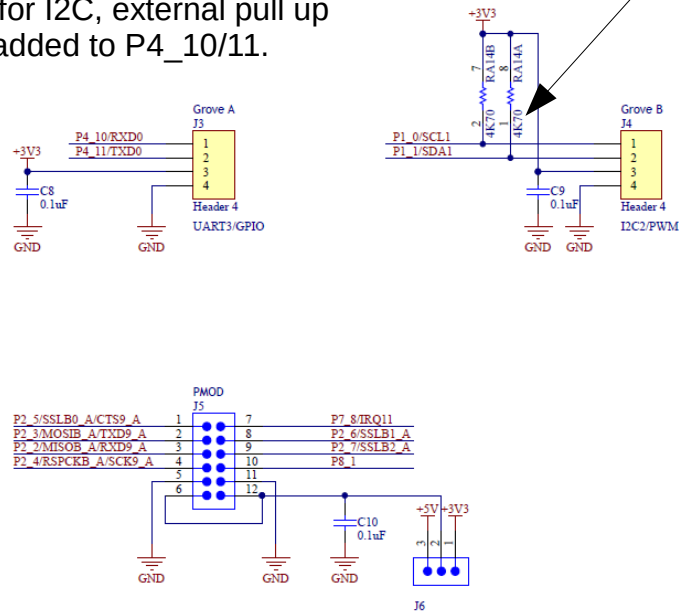 for I2C, external pull up
added to P4_10/11.
+3V3
7
RA14B
8
RA14A
2
4K70
1
4K70
Grove A
J3
P4_10/RXD0
P4_11/TXD0
1
2
3
4
+3V3
C8
0.1uF
Header 4
UART3/GPIO
GND
GND
Grove B
J4
P1_0/SCL1
P1_1/SDA1
1
2
3
4
C9
0.1uF
Header 4
I2C2/PWM
GND
GND
PMOD
J5
P2_5/SSLB0_A/CTS9_A 1 7 P7_8/IRQ11
P2_3/MOSIB_A/TXD9_A 2 8 P2_6/SSLB1_A
P2_2/MISOB_A/RXD9_A 3 9 P2_7/SSLB2_A
P2_4/RSPCKB_A/SCK9_A 4 10 P8_1
5 11
6 12
C10
0.1uF
+5V +3V3
3 2 1
GND
GND
GND
J6